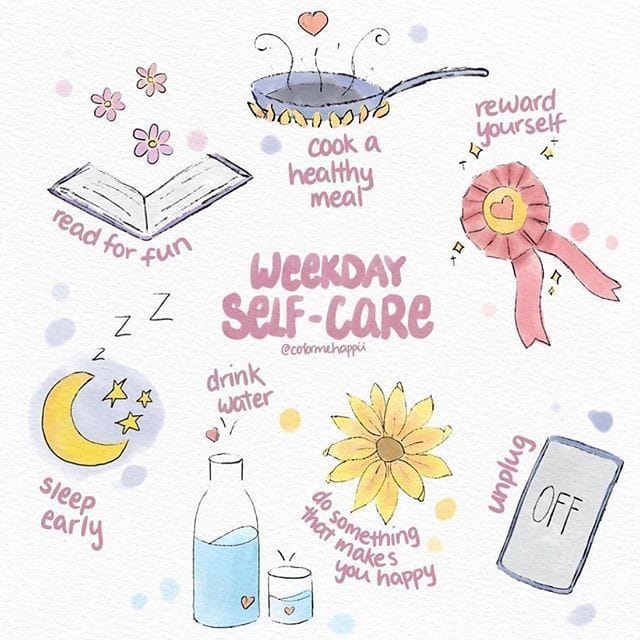 cook a
healthy
meal
reward
yourself
read for fun
WEEKDAY
SELF-CARE
@colormehappii
z
Z
Z
drink
water
sleep
early
do something
that makes
you happy
unplug
OFF